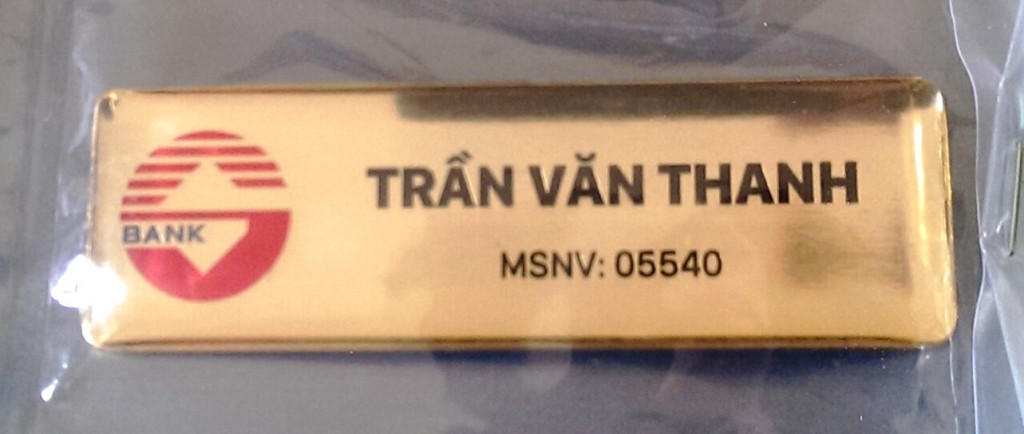 BANK
TRẦN VĂN THANH
MSNV: 05540